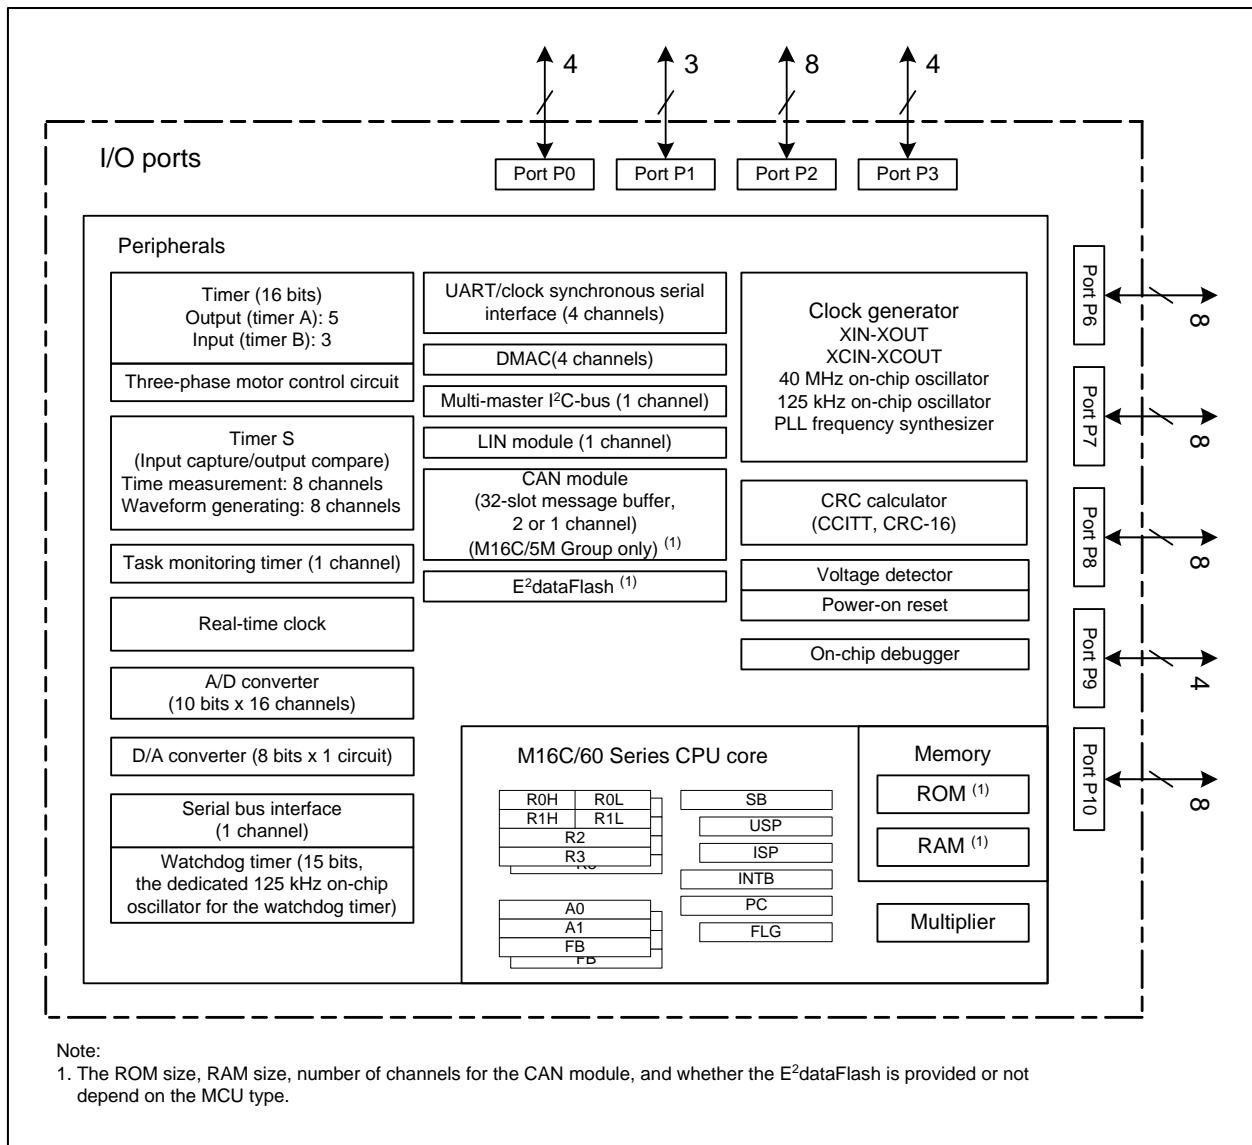 4
3
8
4
I/O ports
Port P0
Port P1
Port P2
Port P3
Peripherals
Timer (16 bits)
Output (timer A): 5
Input (timer B): 3
Three-phase motor control circuit
Timer S
(Input capture/output compare)
Time measurement: 8 channels
Waveform generating: 8 channels
Task monitoring timer (1 channel)
Real-time clock
A/D converter
(10 bits x 16 channels)
D/A converter (8 bits x 1 circuit)
Serial bus interface
(1 channel)
Watchdog timer (15 bits,
the dedicated 125 kHz on-chip
oscillator for the watchdog timer)
UART/clock synchronous serial
interface (4 channels)
DMAC(4 channels)
Multi-master I²C-bus (1 channel)
LIN module (1 channel)
CAN module
(32-slot message buffer,
2 or 1 channel)
(M16C/5M Group only) (1)
E²dataFlash (1)
Clock generator
XIN-XOUT
XCIN-XCOUT
40 MHz on-chip oscillator
125 kHz on-chip oscillator
PLL frequency synthesizer
CRC calculator
(CCITT, CRC-16)
Voltage detector
Power-on reset
On-chip debugger
M16C/60 Series CPU core
R0H
R0L
R1H
R1L
R2
R3
R3
A0
A1
FB
FB
SB
USP
ISP
INTB
PC
FLG
Memory
ROM (1)
RAM (1)
Multiplier
Port P6
8
Port P7
8
Port P8
8
Port P9
4
Port P10
8
Note:
1. The ROM size, RAM size, number of channels for the CAN module, and whether the E²dataFlash is provided or not
depend on the MCU type.